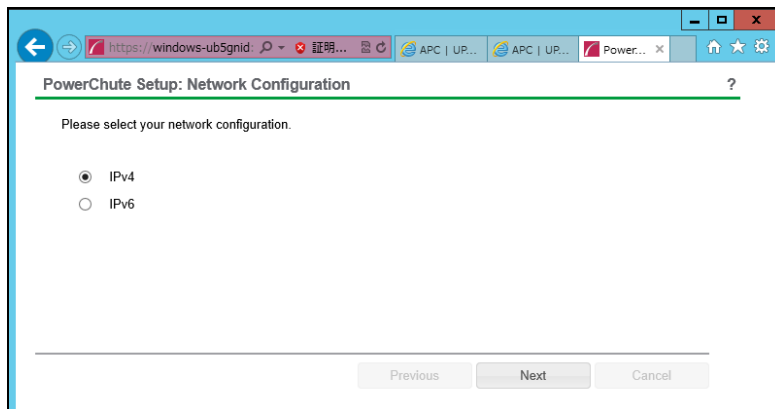 https://windows-ub5gnid: 証明... APC | UP... APC | UP... Power...
PowerChute Setup: Network Configuration ?
Please select your network configuration.
IPv4
IPv6
Previous Next Cancel